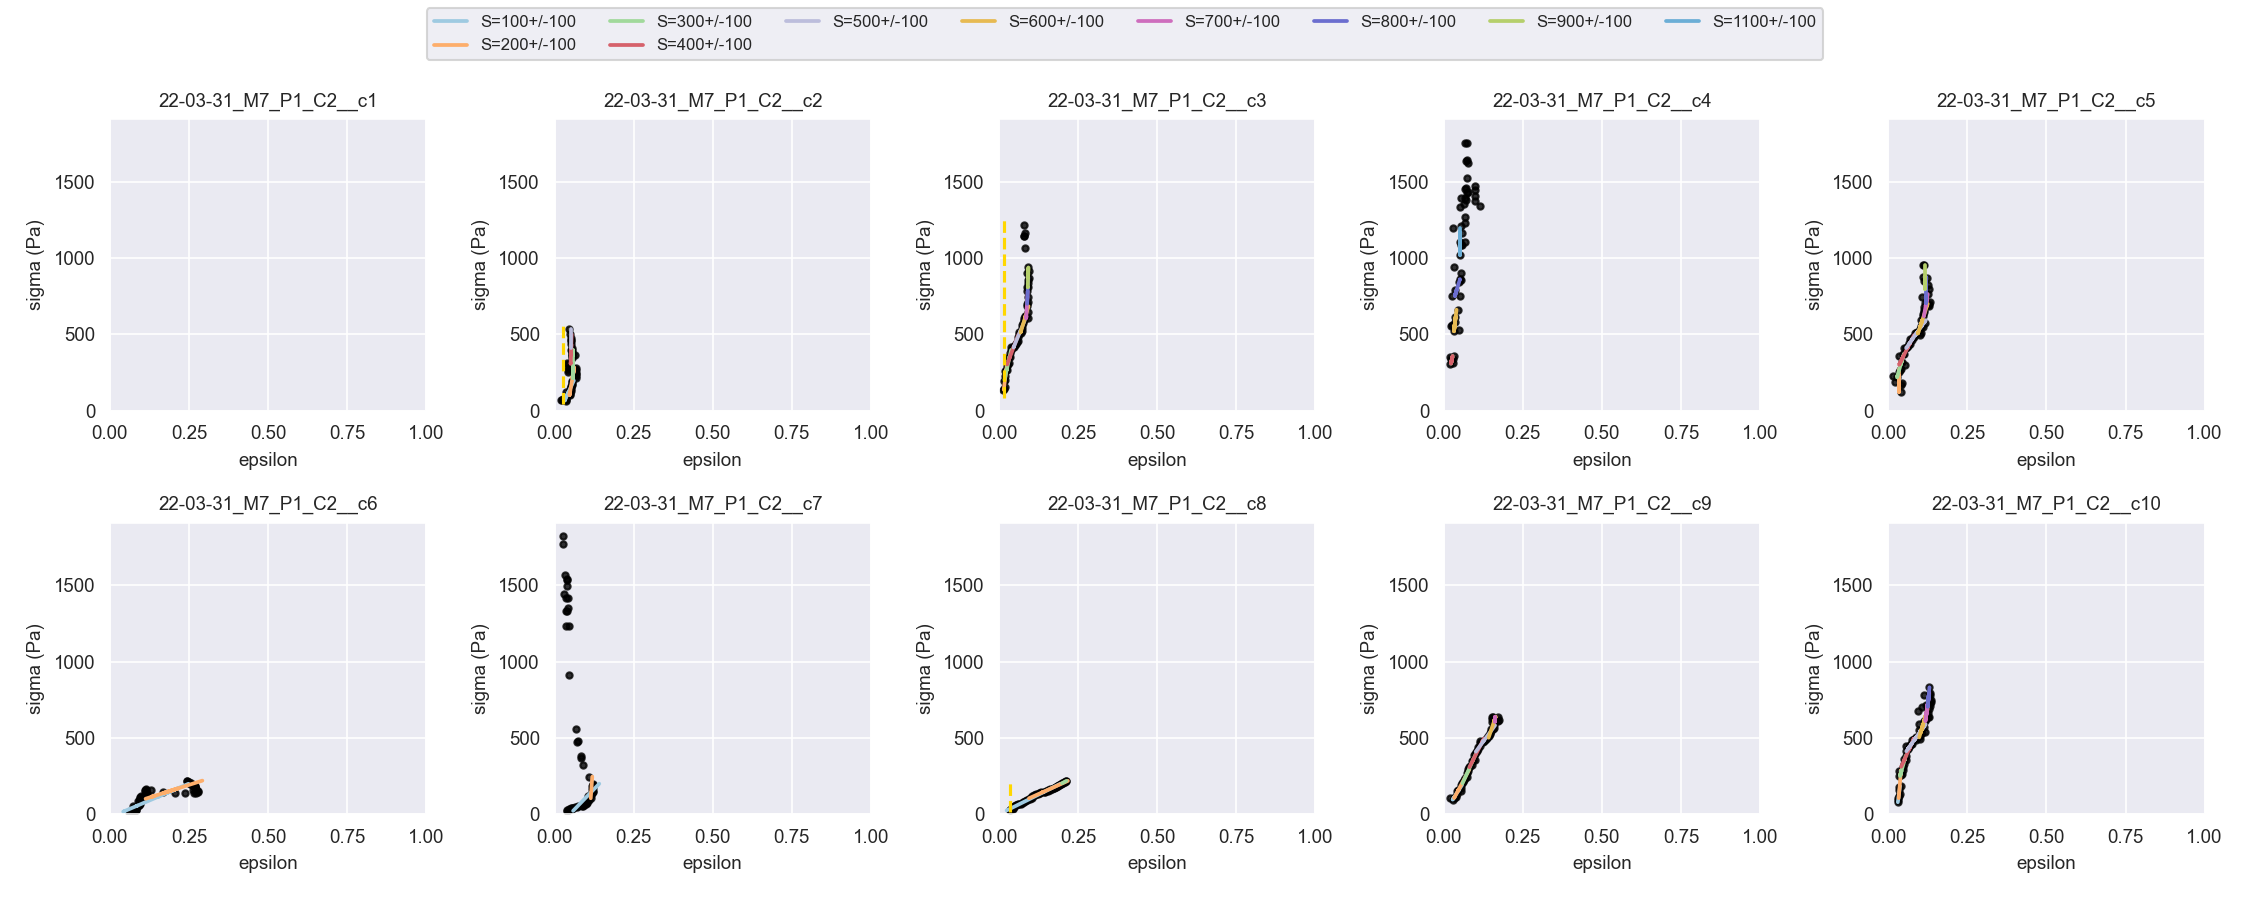 S=100+/-100 S=300+/-100 S=500+/-100 S=600+/-100 S=700+/-100 S=800+/-100 S=900+/-100 S=1100+/-100
S=200+/-100 S=400+/-100
22-03-31_M7_P1_C2__c1 22-03-31_M7_P1_C2__c2 22-03-31_M7_P1_C2__c3 22-03-31_M7_P1_C2__c4 22-03-31_M7_P1_C2__c5
1500 1500 1500 1500 1500
sigma (Pa) sigma (Pa) sigma (Pa) sigma (Pa) sigma (Pa)
1000 1000 1000 1000 1000
500 500 500 500 500
0 0 0 0 0
0.00 0.25 0.50 0.75 1.00 0.00 0.25 0.50 0.75 1.00 0.00 0.25 0.50 0.75 1.00 0.00 0.25 0.50 0.75 1.00 0.00 0.25 0.50 0.75 1.00
epsilon epsilon epsilon epsilon epsilon
22-03-31_M7_P1_C2__c6 22-03-31_M7_P1_C2__c7 22-03-31_M7_P1_C2__c8 22-03-31_M7_P1_C2__c9 22-03-31_M7_P1_C2__c10
1500 1500 1500 1500 1500
sigma (Pa) sigma (Pa) sigma (Pa) sigma (Pa) sigma (Pa)
1000 1000 1000 1000 1000
500 500 500 500 500
0 0 0 0 0
0.00 0.25 0.50 0.75 1.00 0.00 0.25 0.50 0.75 1.00 0.00 0.25 0.50 0.75 1.00 0.00 0.25 0.50 0.75 1.00 0.00 0.25 0.50 0.75 1.00
epsilon epsilon epsilon epsilon epsilon